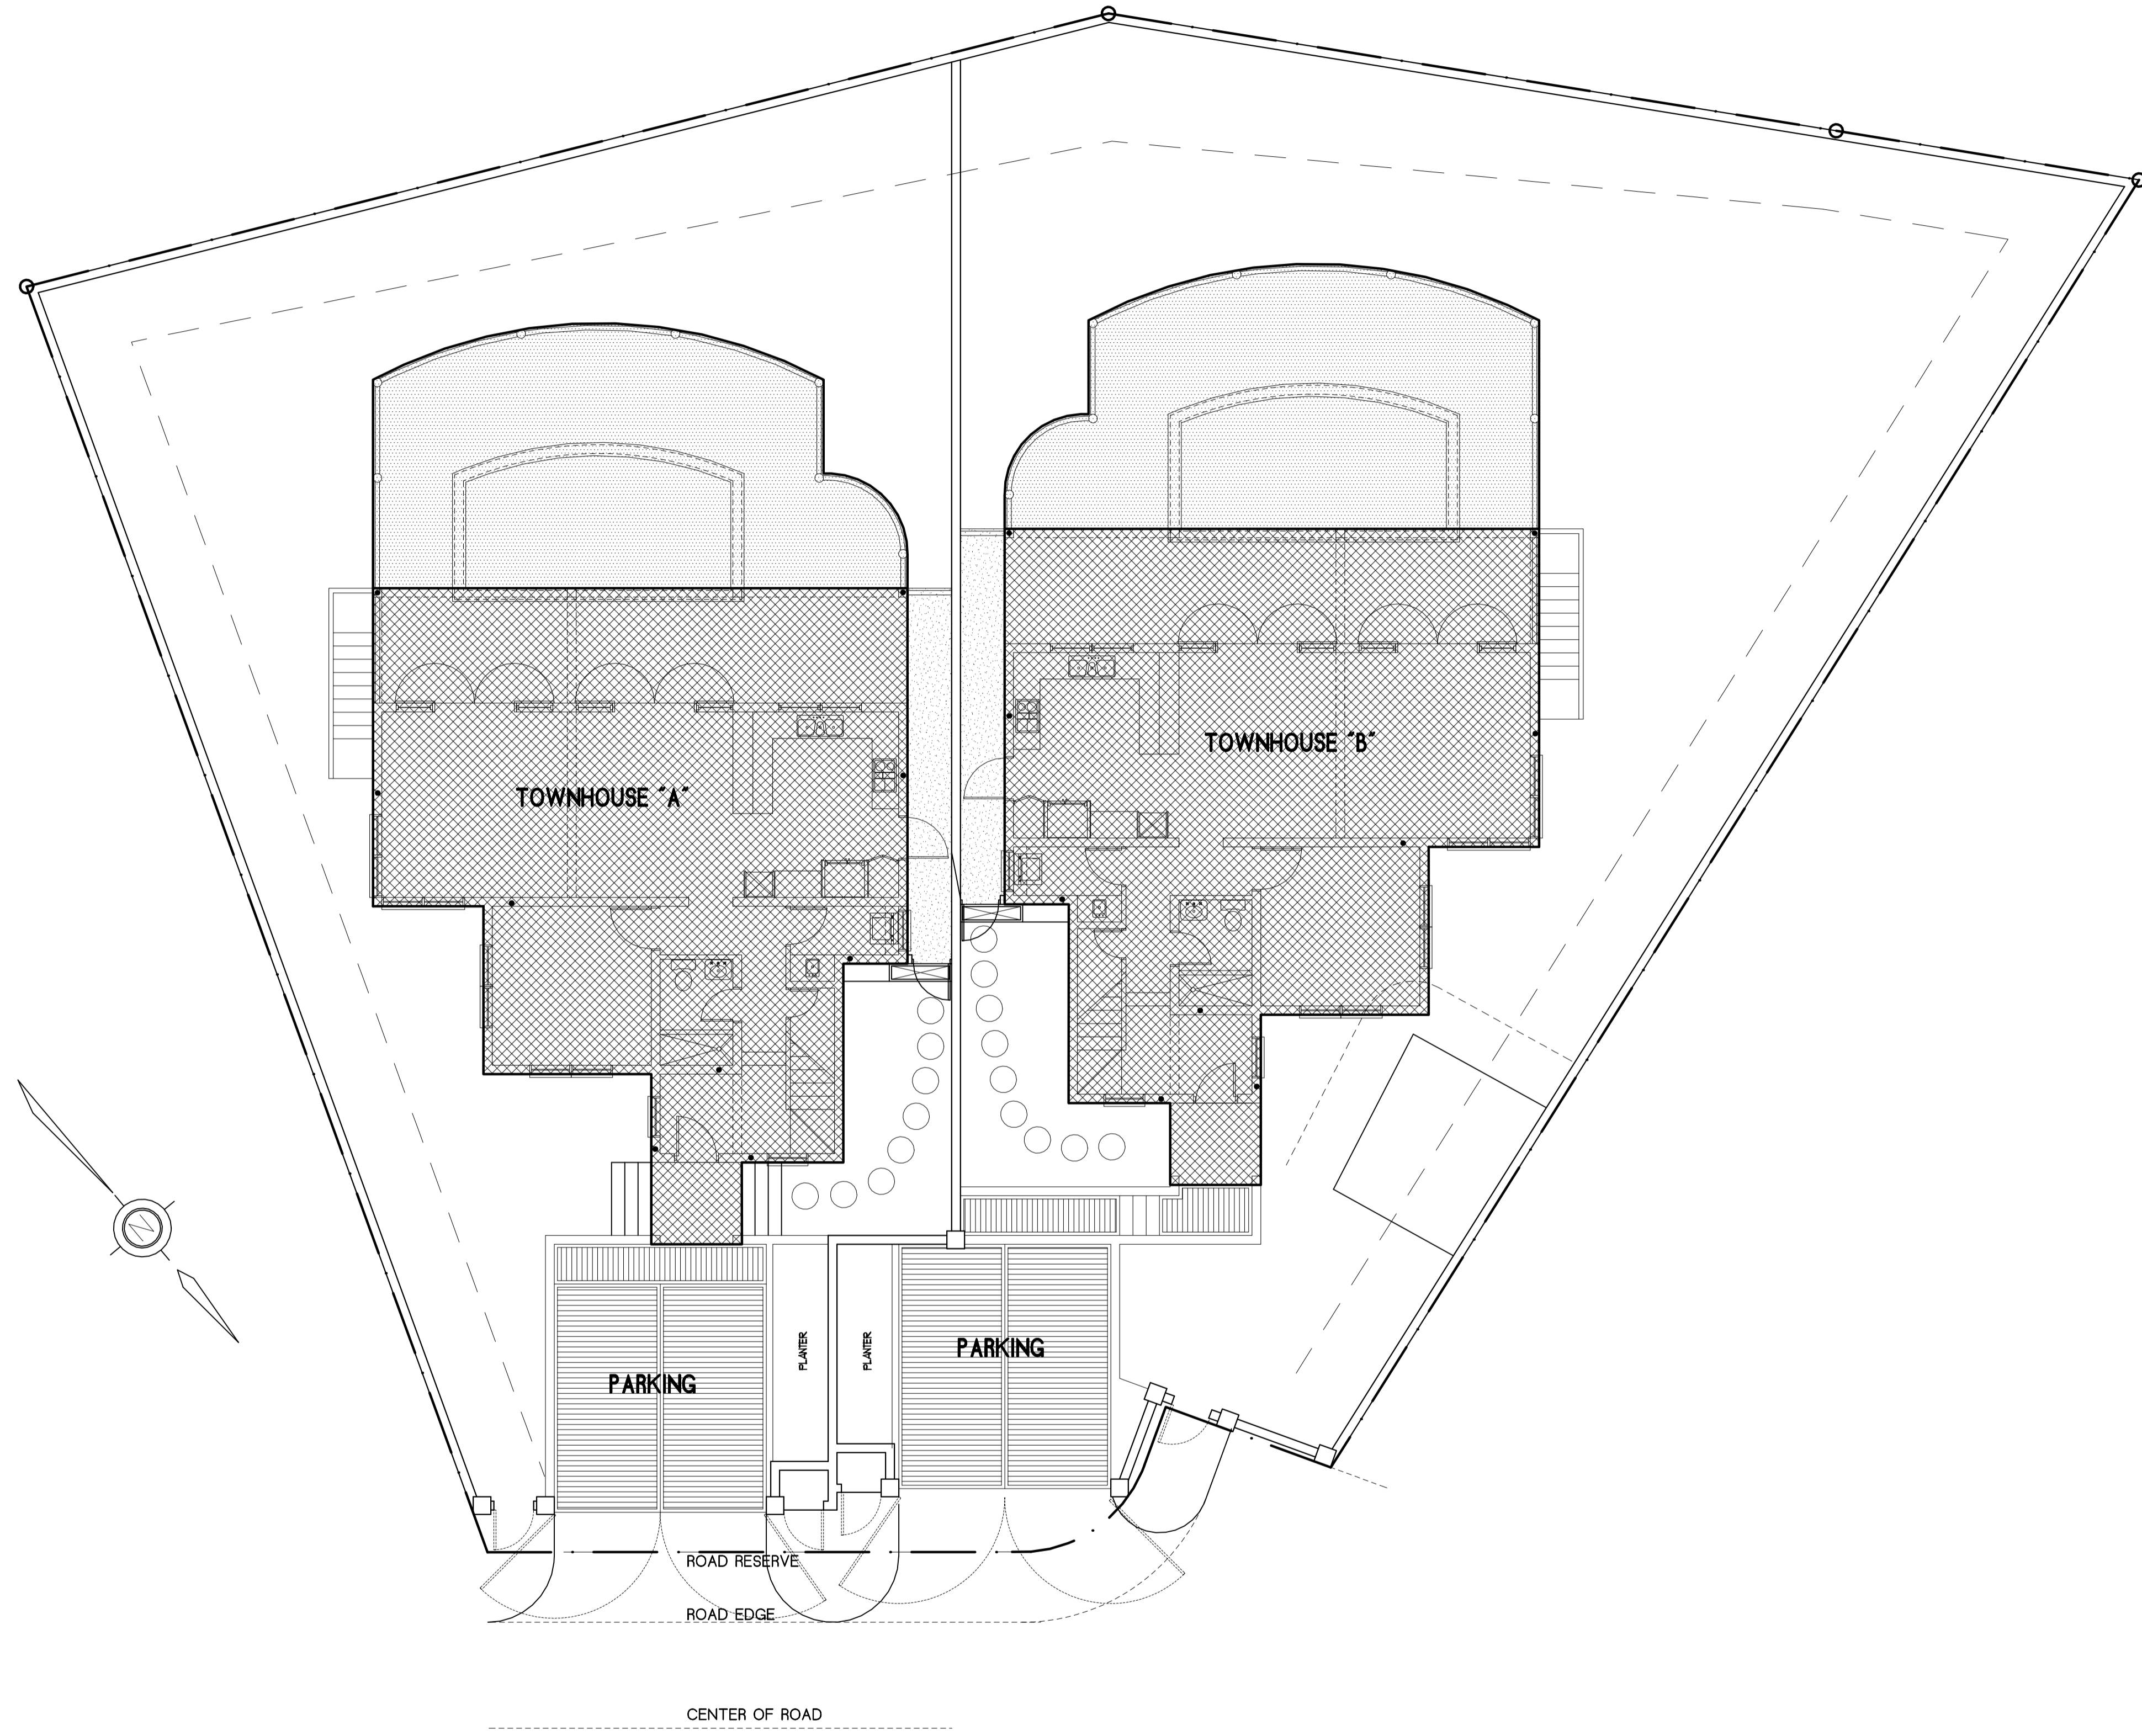 TOWNHOUSE "B"
TOWNHOUSE "A"
N
PLANTER
PLANTER
PARKING
PARKING
ROAD RESERVE
ROAD EDGE
CENTER OF ROAD